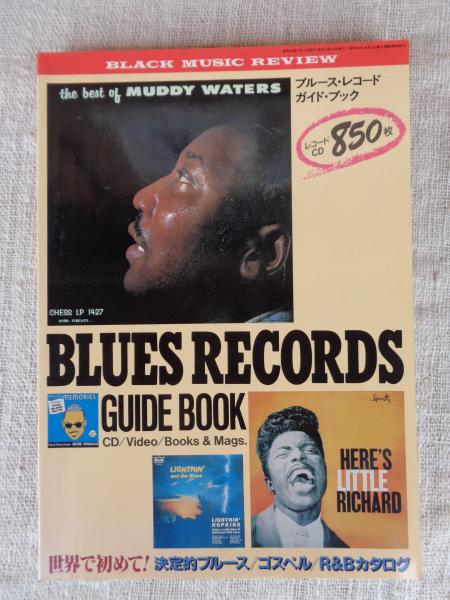 BLACK MUSIC REVIEW
the best of MUDDY WATERS
CHESS LP 1427
ブルース・レコード
ガイド・ブック
レコード
CD 850枚
BLUES RECORDS
GUIDE BOOK
CD/Video/Books & Mags.
MEMORIES
LIGHTNIN'
and the Blues
LIGHTNIN'
HOPKINS
Specialty
HERE'S
LITTLE
RICHARD
世界で初めて! 決定的ブルース/ゴスペル/R&Bカタログ